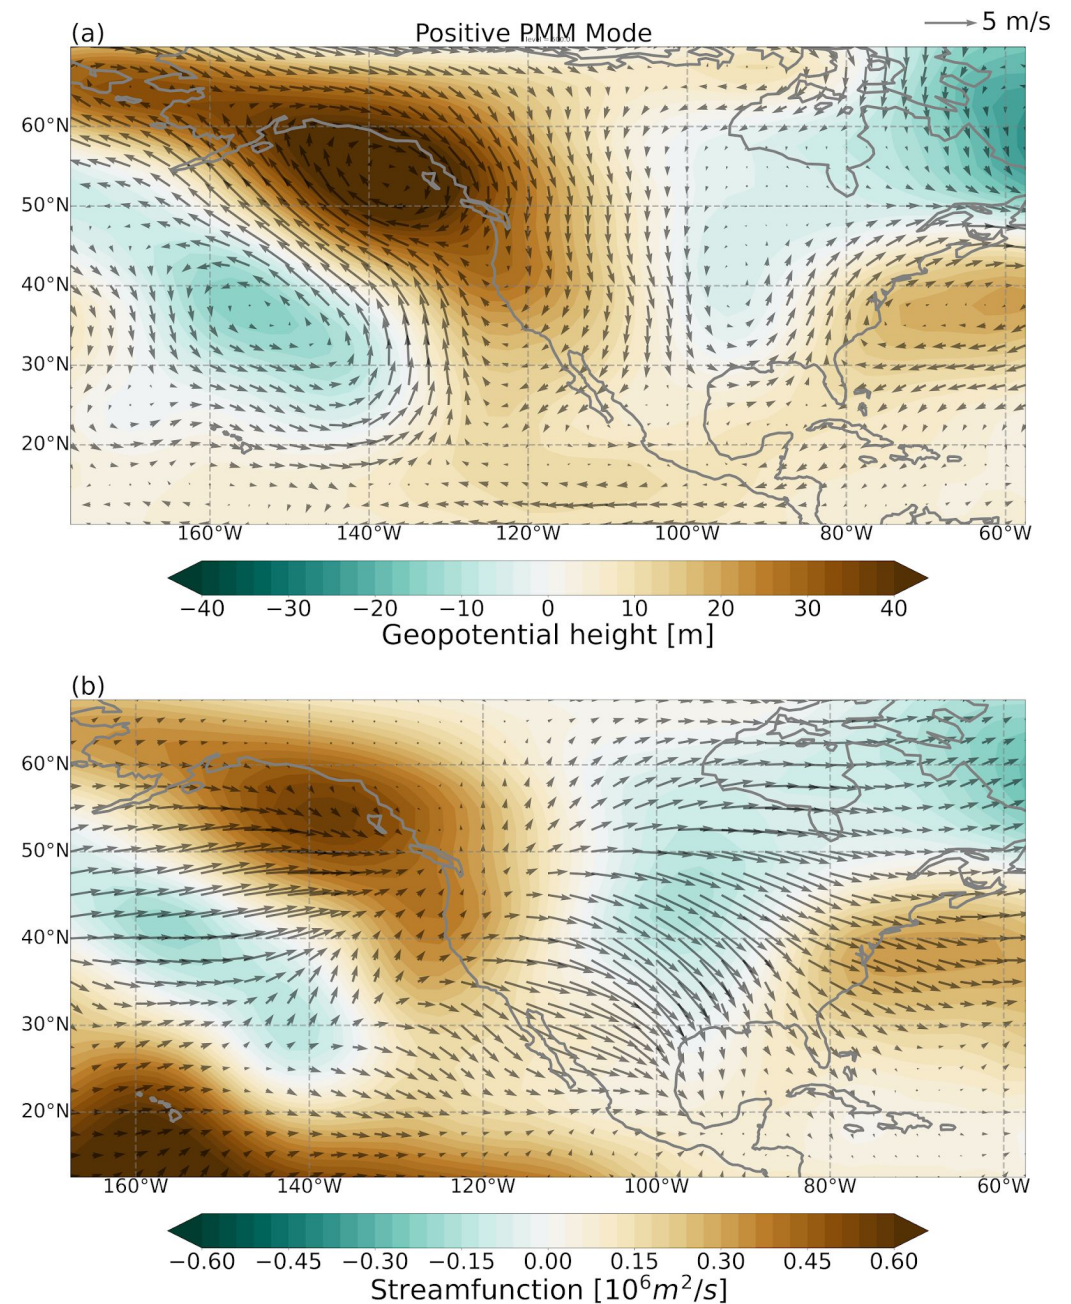 (a)
Positive PMM Mode
5 m/s
60°N
50°N
40°N
30°N
20°N
160°W 140°W 120°W 100°W 80°W 60°W
−40 −30 −20 −10 0 10 20 30 40
Geopotential height [m]
(b)
60°N
50°N
40°N
30°N
20°N
160°W 140°W 120°W 100°W 80°W 60°W
−0.60 −0.45 −0.30 −0.15 0.00 0.15 0.30 0.45 0.60
Streamfunction [10⁶m²/s]